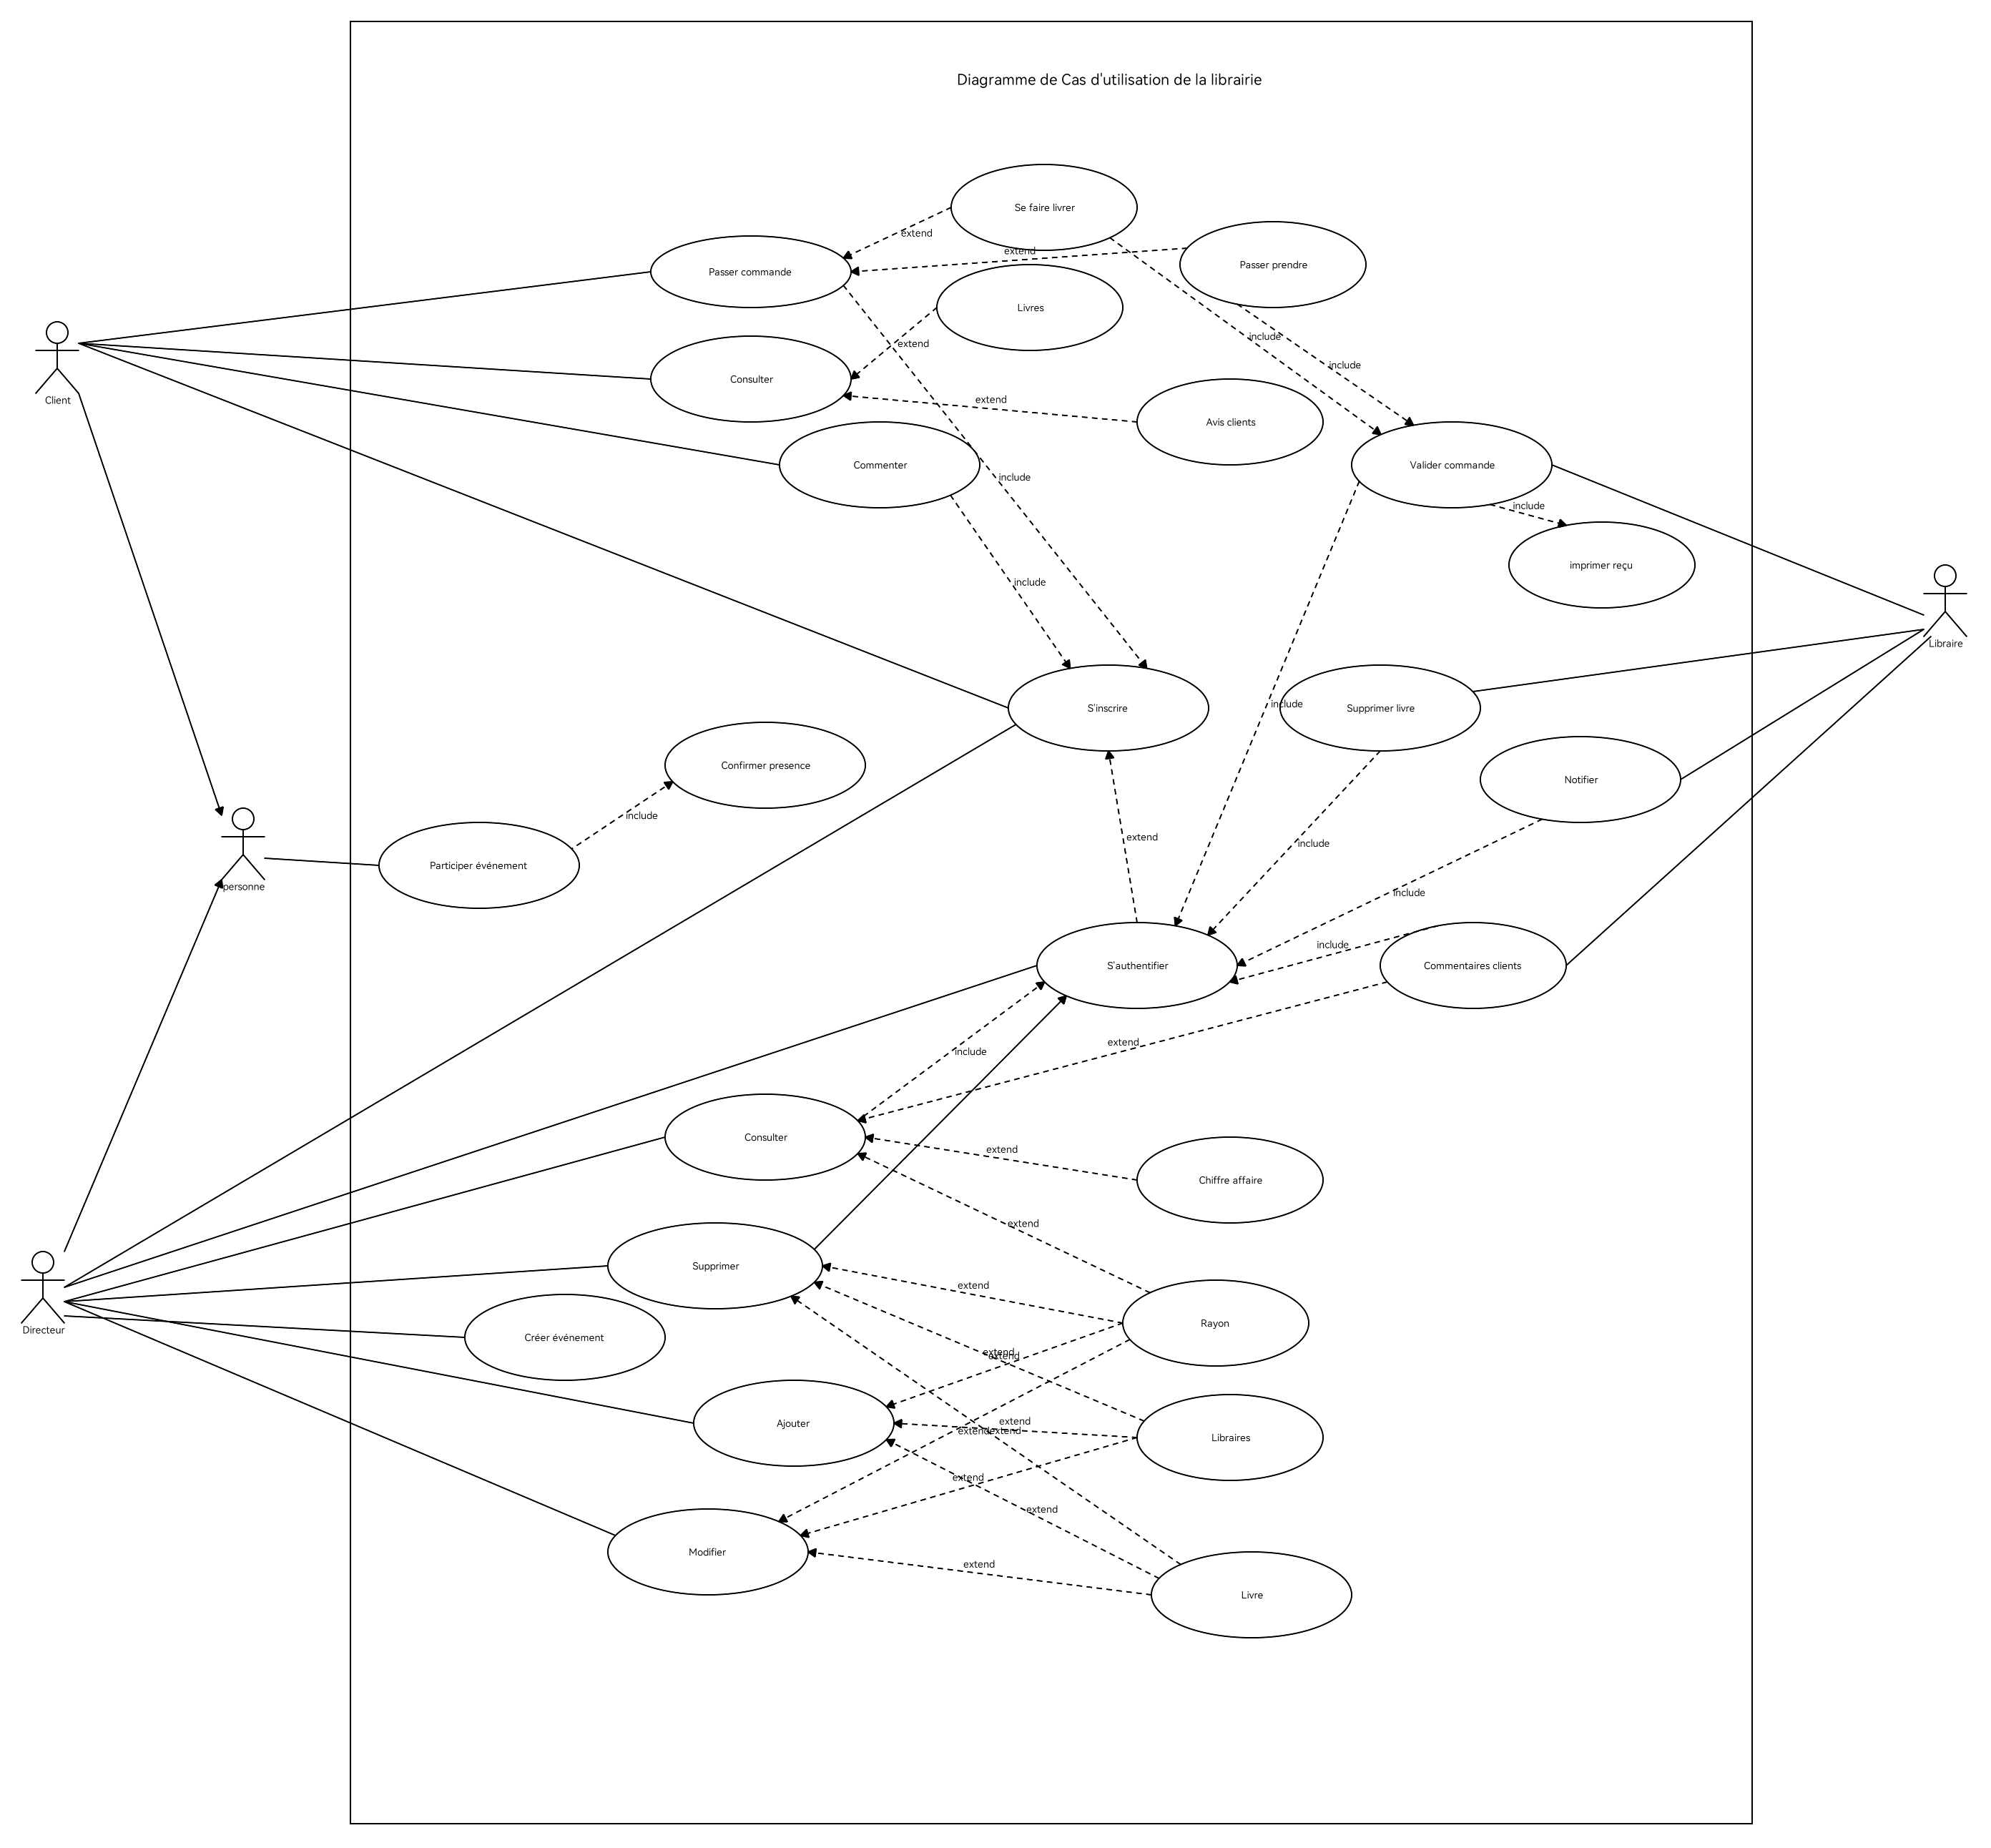 Diagramme de Cas d'utilisation de la librairie
Se faire livrer
extend
extend
Passer prendre
Passer commande
Livres
include
extend
include
Consulter
Client
extend
Avis clients
Commenter
Valider commande
include
include
imprimer reçu
include
Libraire
S'inscrire
include
Supprimer livre
Confirmer presence
Notifier
include
extend
include
Participer événement
personne
include
include
S'authentifier
Commentaires clients
extend
include
Consulter
extend
Chiffre affaire
extend
Supprimer
extend
Rayon
Directeur
Créer événement
extend
extend
Ajouter
extend
extend
extend
Libraires
extend
extend
Modifier
extend
Livre